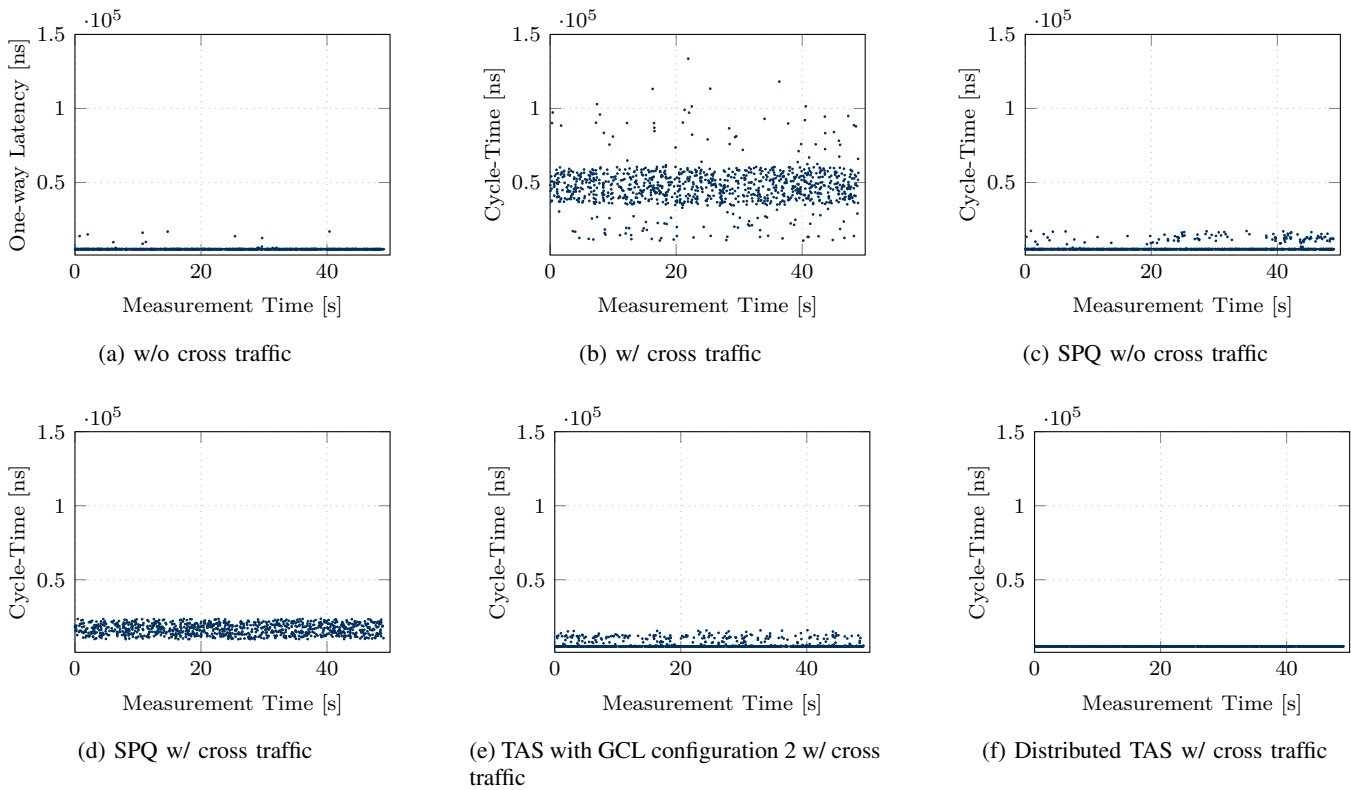 ·10^5
1.5
1
0.5
One-way Latency [ns]
0 20 40
Measurement Time [s]
(a) w/o cross traffic
·10^5
1.5
1
0.5
Cycle-Time [ns]
0 20 40
Measurement Time [s]
(b) w/ cross traffic
·10^5
1.5
1
0.5
Cycle-Time [ns]
0 20 40
Measurement Time [s]
(c) SPQ w/o cross traffic
·10^5
1.5
1
0.5
Cycle-Time [ns]
0 20 40
Measurement Time [s]
(d) SPQ w/ cross traffic
·10^5
1.5
1
0.5
Cycle-Time [ns]
0 20 40
Measurement Time [s]
(e) TAS with GCL configuration 2 w/ cross
traffic
·10^5
1.5
1
0.5
Cycle-Time [ns]
0 20 40
Measurement Time [s]
(f) Distributed TAS w/ cross traffic